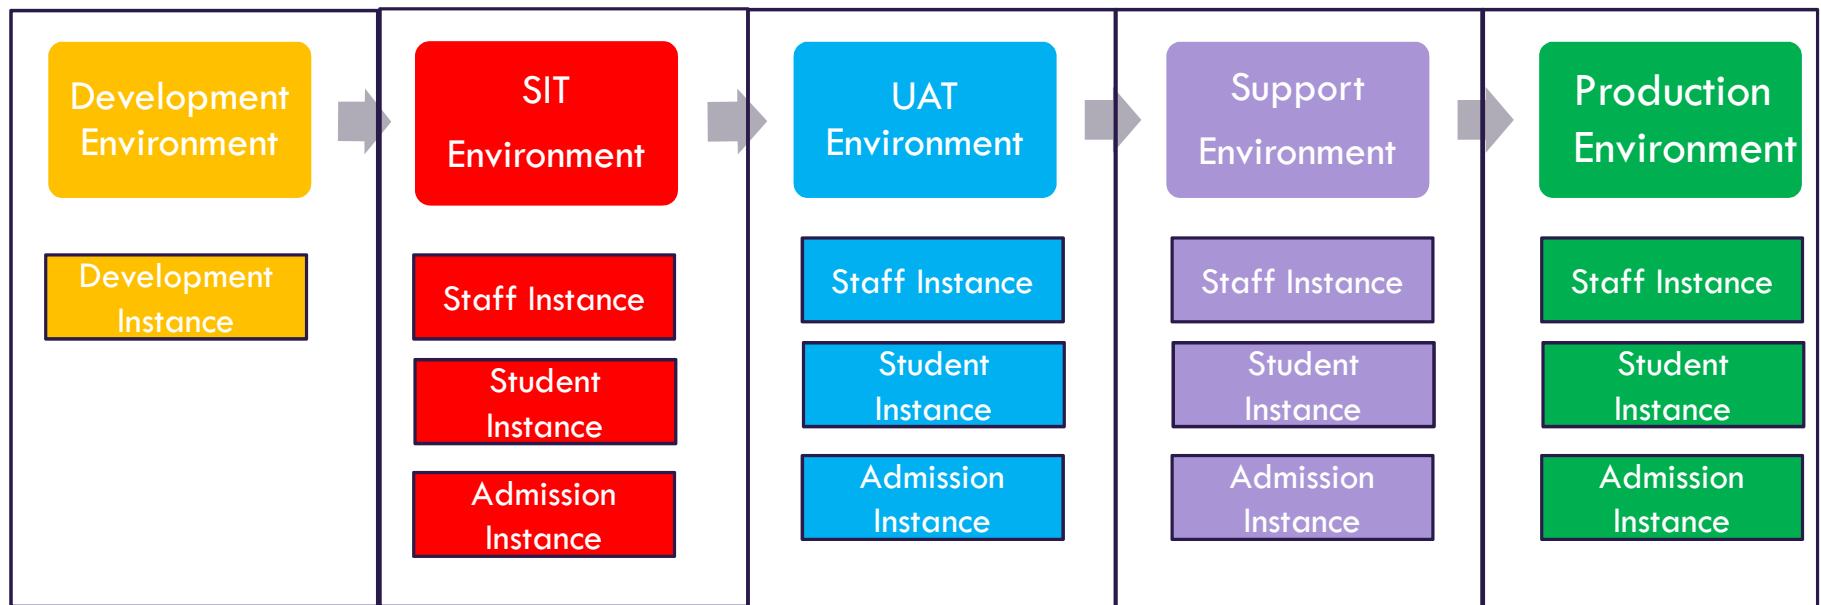 Development
Environment
SIT
Environment
UAT
Environment
Support
Environment
Production
Environment
Development
Instance
Staff Instance
Student
Instance
Admission
Instance
Staff Instance
Student
Instance
Admission
Instance
Staff Instance
Student
Instance
Admission
Instance
Staff Instance
Student
Instance
Admission
Instance